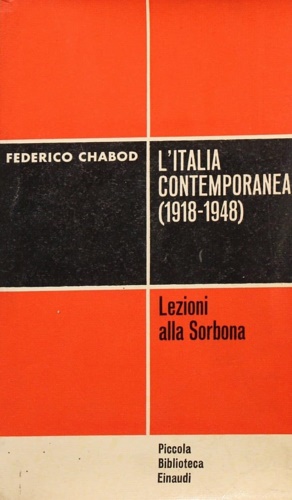 FEDERICO CHABOD
L'ITALIA
CONTEMPORANEA
(1918-1948)
Lezioni
alla Sorbona
Piccola
Biblioteca
Einaudi